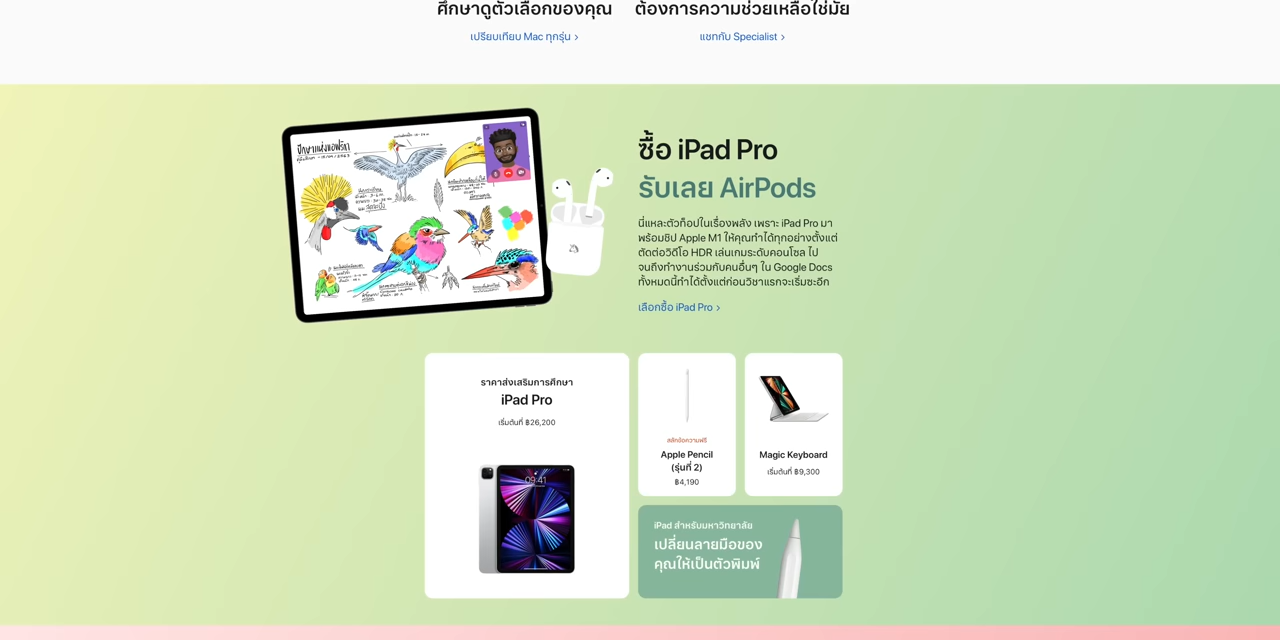 ศึกษาดูตัวเลือกของคุณ
เปรียบเทียบ Mac ทุกรุ่น >
ต้องการความช่วยเหลือใช่มั้ย
แชทกับ Specialist >
ซื้อ iPad Pro
รับเลย AirPods
นี่แหละตัวท็อปในเรื่องพลัง เพราะ iPad Pro มา
พร้อมชิป Apple M1 ให้คุณทำได้ทุกอย่างตั้งแต่
ตัดต่อวิดีโอ HDR เล่นเกมระดับคอนโซล ไป
จนถึงทำงานร่วมกับคนอื่นๆ ใน Google Docs
ทั้งหมดนี้ทำได้ตั้งแต่ก่อนวิชาแรกจะเริ่มซะอีก
เลือกซื้อ iPad Pro >
ราคาส่งเสริมการศึกษา
iPad Pro
เริ่มต้นที่ ฿26,200
09:41
สลักข้อความฟรี
Apple Pencil
(รุ่นที่ 2)
฿4,190
Magic Keyboard
เริ่มต้นที่ ฿9,300
iPad สำหรับมหาวิทยาลัย
เปลี่ยนลายมือของ
คุณให้เป็นตัวพิมพ์